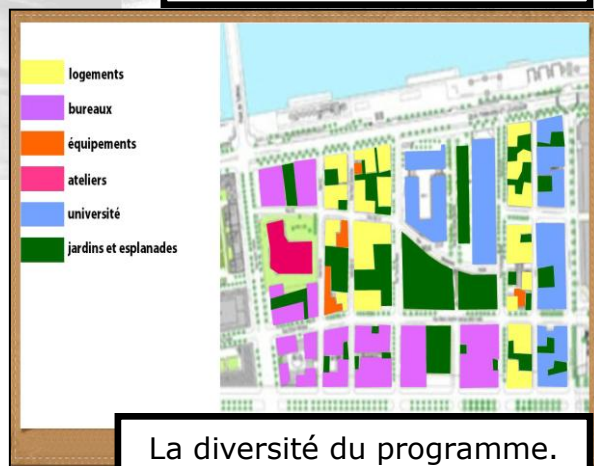 logements
bureaux
équipements
ateliers
université
jardins et esplanades
La diversité du programme.